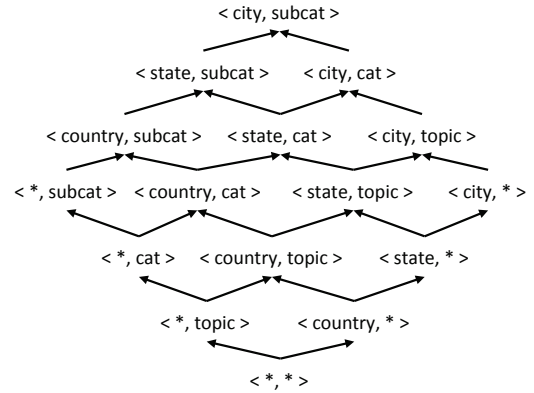 < city, subcat >
< state, subcat > < city, cat >
< country, subcat > < state, cat > < city, topic >
< *, subcat > < country, cat > < state, topic > < city, * >
< *, cat > < country, topic > < state, * >
< *, topic > < country, * >
< *, * >